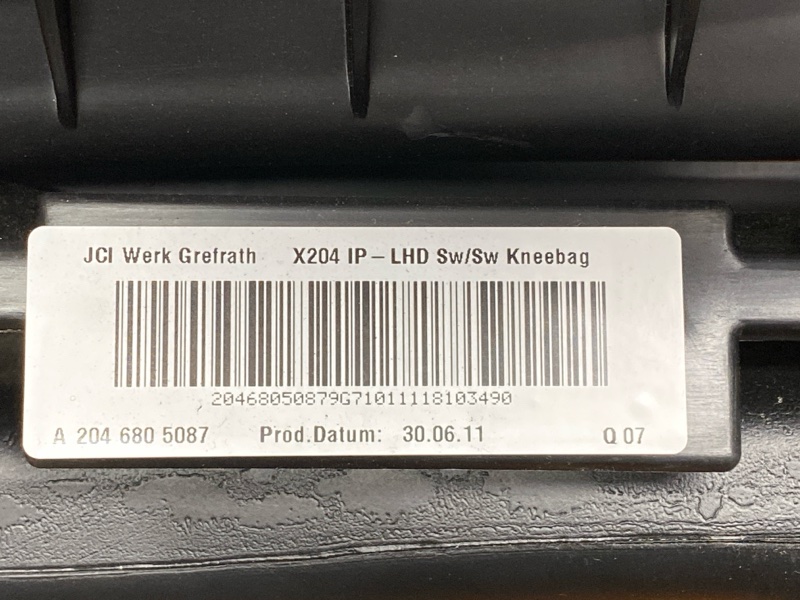 JCI Werk Grefrath X204 IP – LHD Sw/Sw Kneebag
20468050879G71011118103490
A 204 680 5087 Prod.Datum: 30.06.11 Q 07